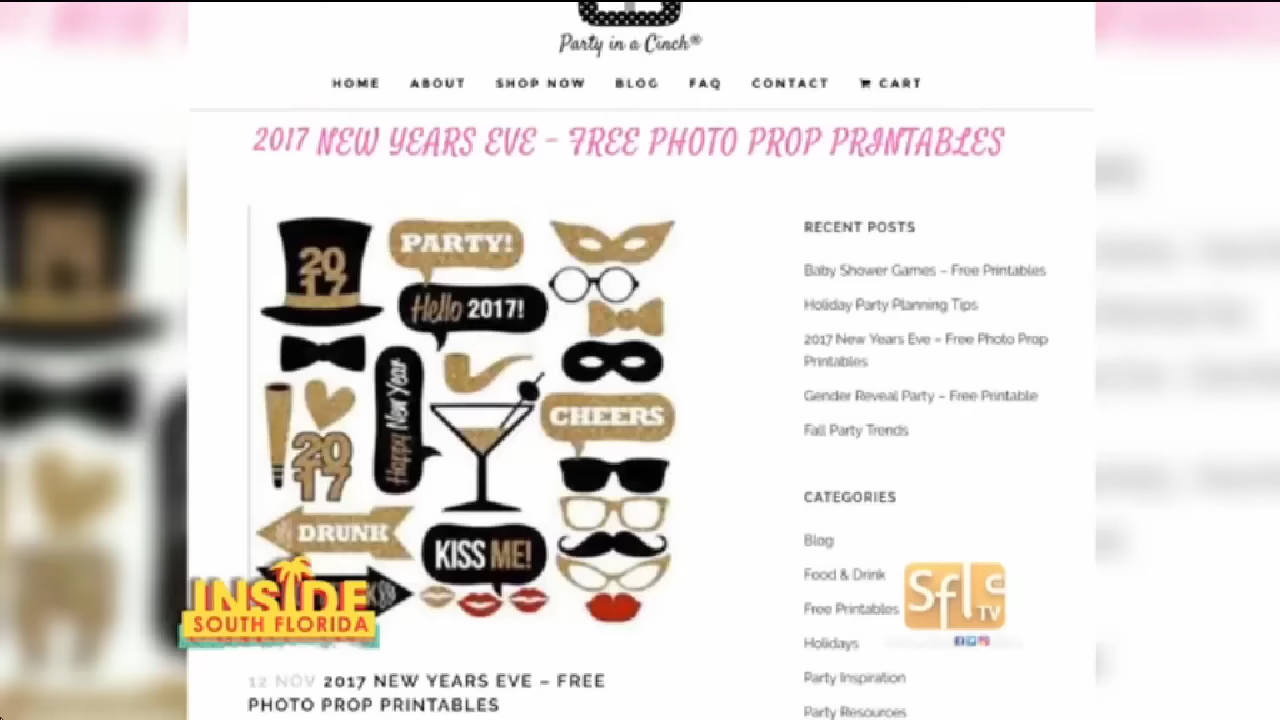 Party in a Cinch®
HOME ABOUT SHOP NOW BLOG FAQ CONTACT CART
2017 NEW YEARS EVE – FREE PHOTO PROP PRINTABLES
20
17
PARTY!
Hello 2017!
Happy New Year
CHEERS
20
17
DRUNK
KISS ME!
RECENT POSTS
Baby Shower Games – Free Printables
Holiday Party Planning Tips
2017 New Years Eve – Free Photo Prop
Printables
Gender Reveal Party – Free Printable
Fall Party Trends
CATEGORIES
Blog
Food & Drink
Free Printables
Holidays
Party Inspiration
Party Resources
INSIDE
SOUTH FLORIDA
Sfl
TV
12 NOV 2017 NEW YEARS EVE – FREE
PHOTO PROP PRINTABLES